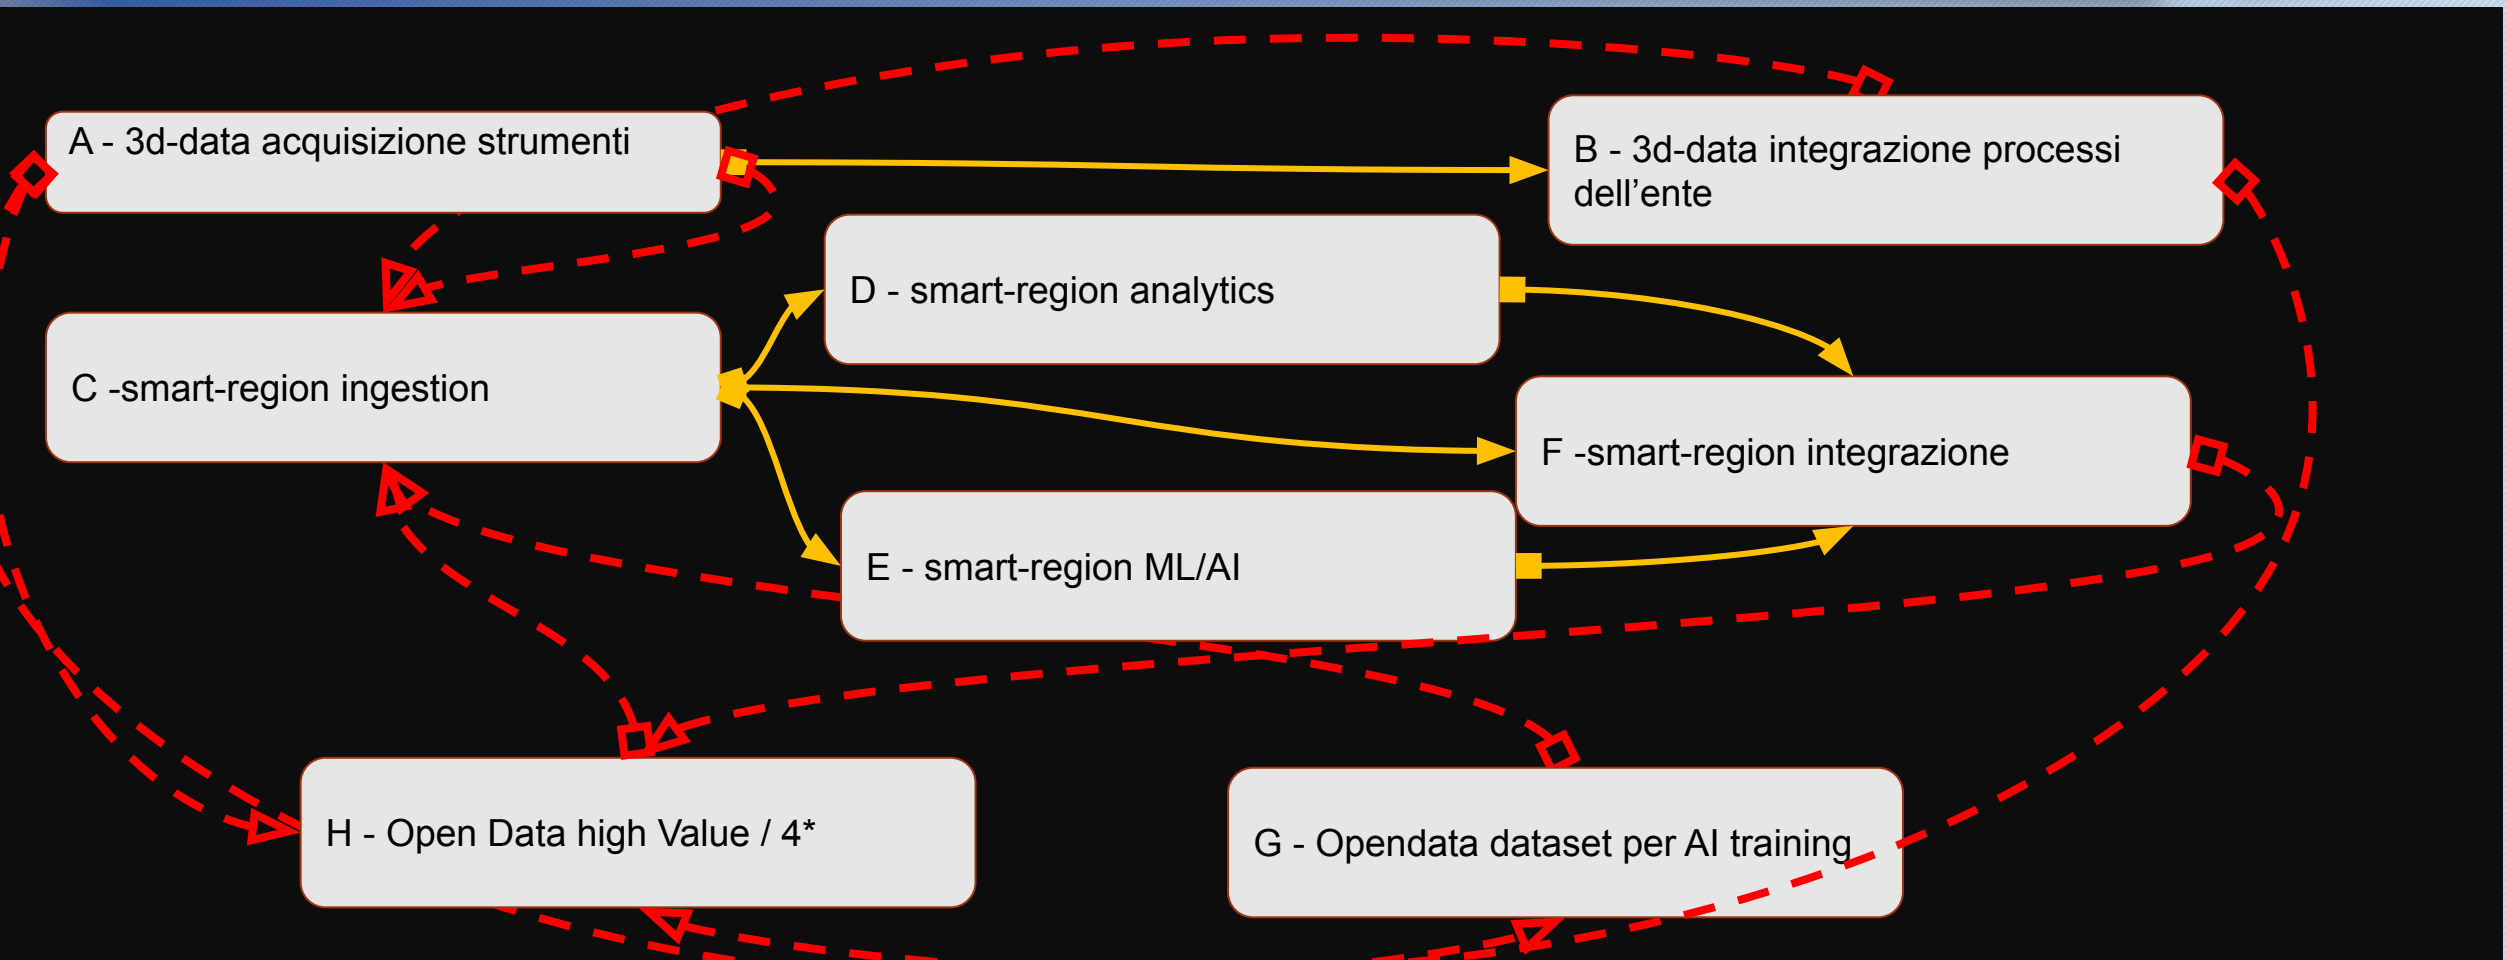 A - 3d-data acquisizione strumenti
B - 3d-data integrazione processi
dell’ente
D - smart-region analytics
C -smart-region ingestion
F -smart-region integrazione
E - smart-region ML/AI
H - Open Data high Value / 4*
G - Opendata dataset per AI training